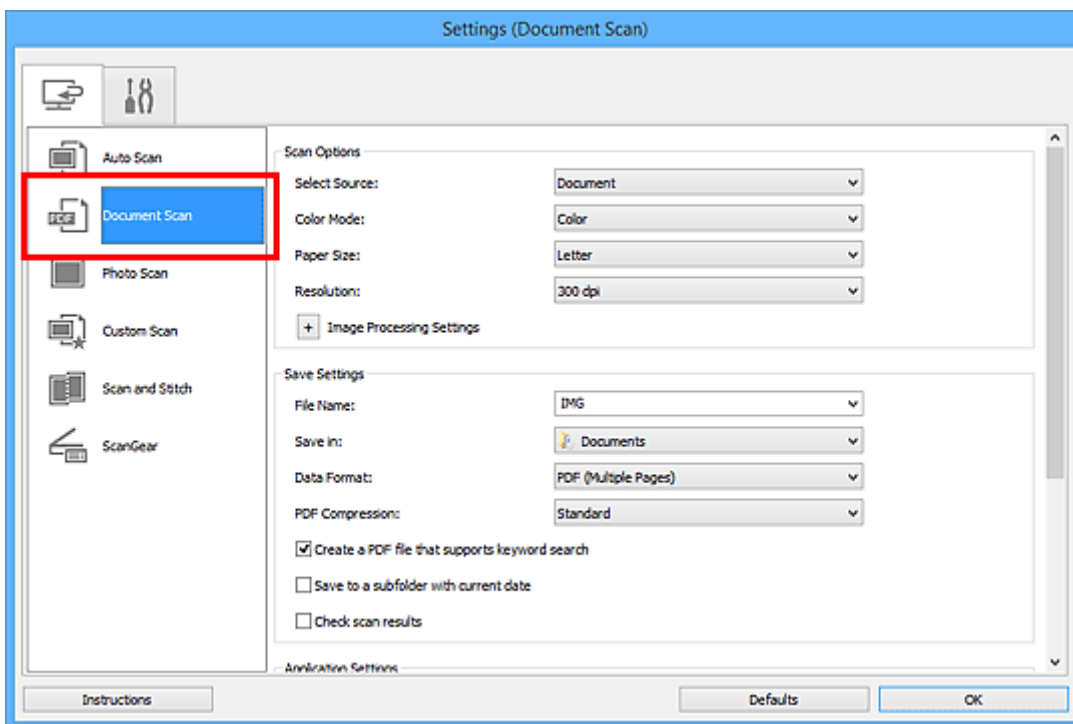 Settings (Document Scan)
Auto Scan
PDF
Document Scan
Photo Scan
Custom Scan
Scan and Stitch
ScanGear
Scan Options
Select Source: Document
Color Mode: Color
Paper Size: Letter
Resolution: 300 dpi
+ Image Processing Settings
Save Settings
File Name: IMG
Save in: Documents
Data Format: PDF (Multiple Pages)
PDF Compression: Standard
Create a PDF file that supports keyword search
Save to a subfolder with current date
Check scan results
Application Settings
Instructions Defaults OK